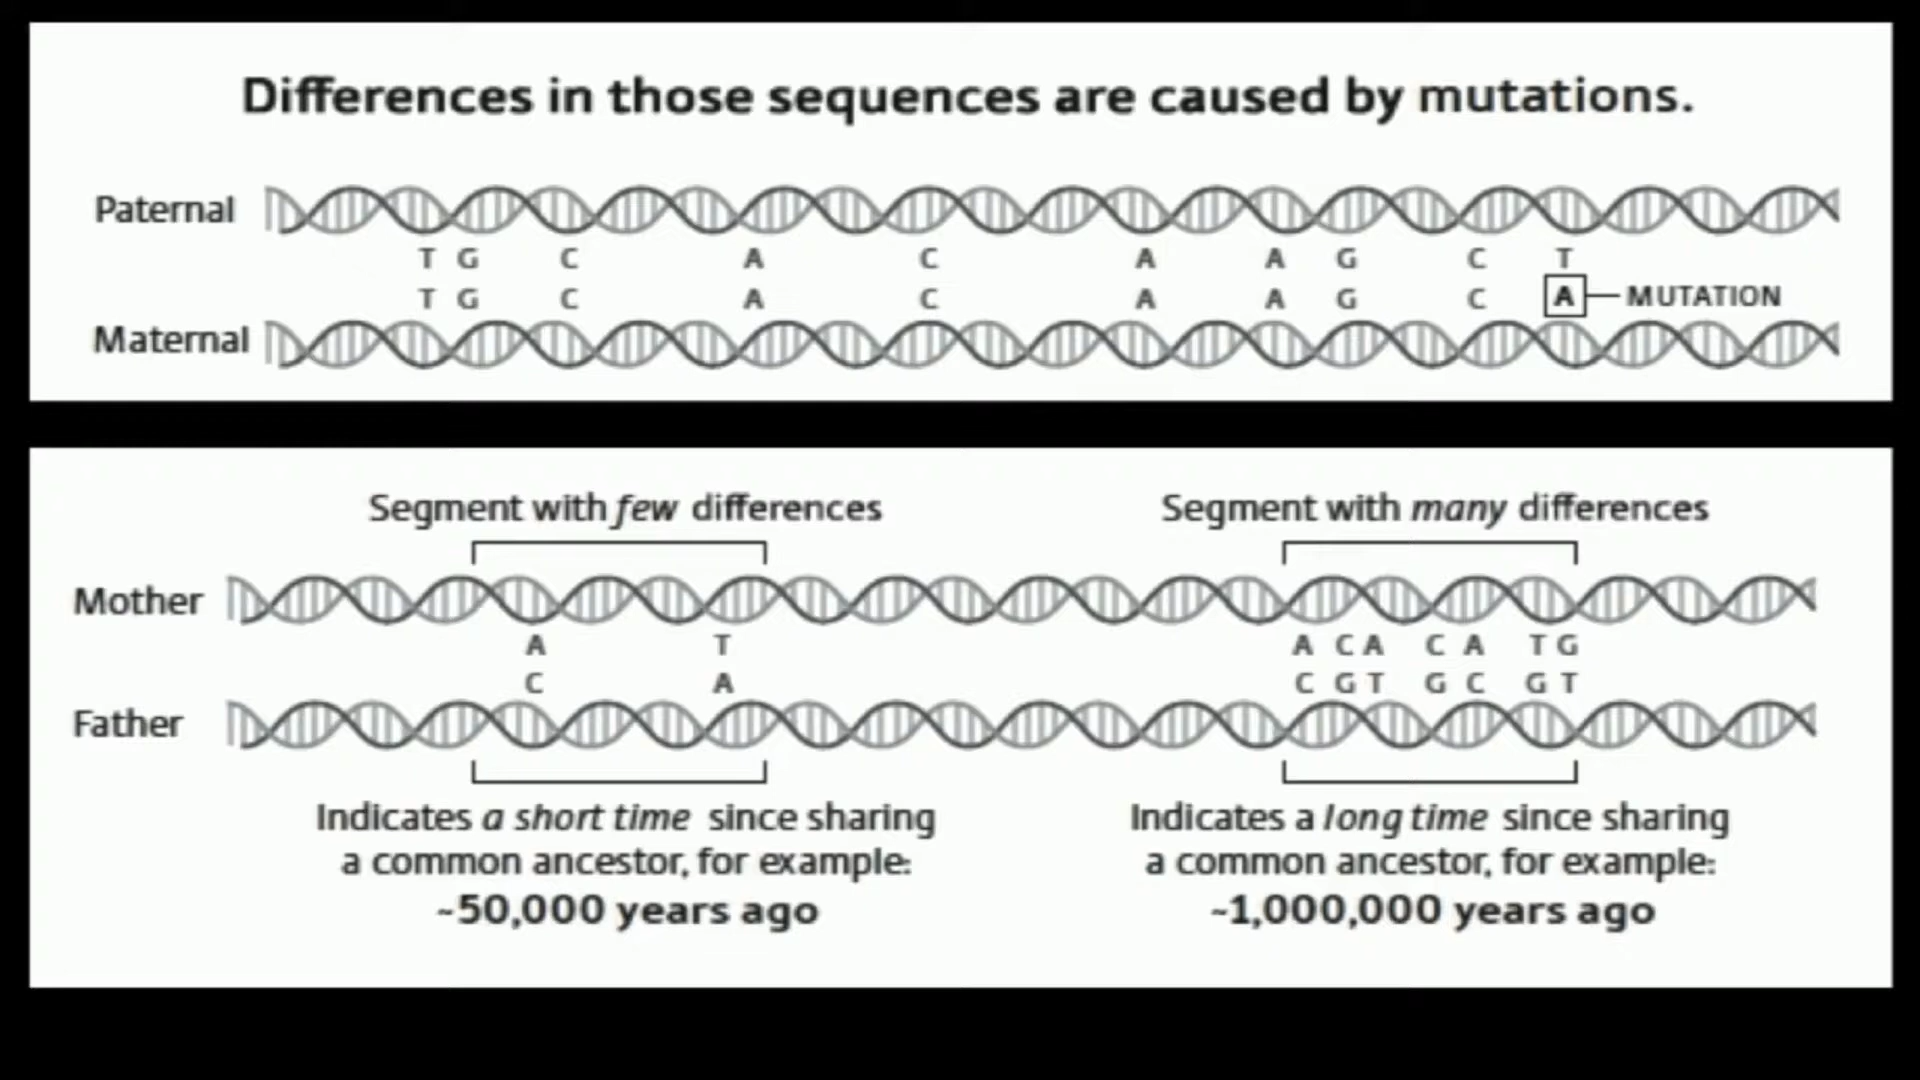 Differences in those sequences are caused by mutations.
Paternal
T G C A C A A G C T
T G C A C A A G C A MUTATION
Maternal
Segment with few differences
Segment with many differences
Mother
A T A C A C A T G
C A C G T G C G T
Father
Indicates a short time since sharing
a common ancestor, for example:
~50,000 years ago
Indicates a long time since sharing
a common ancestor, for example:
~1,000,000 years ago